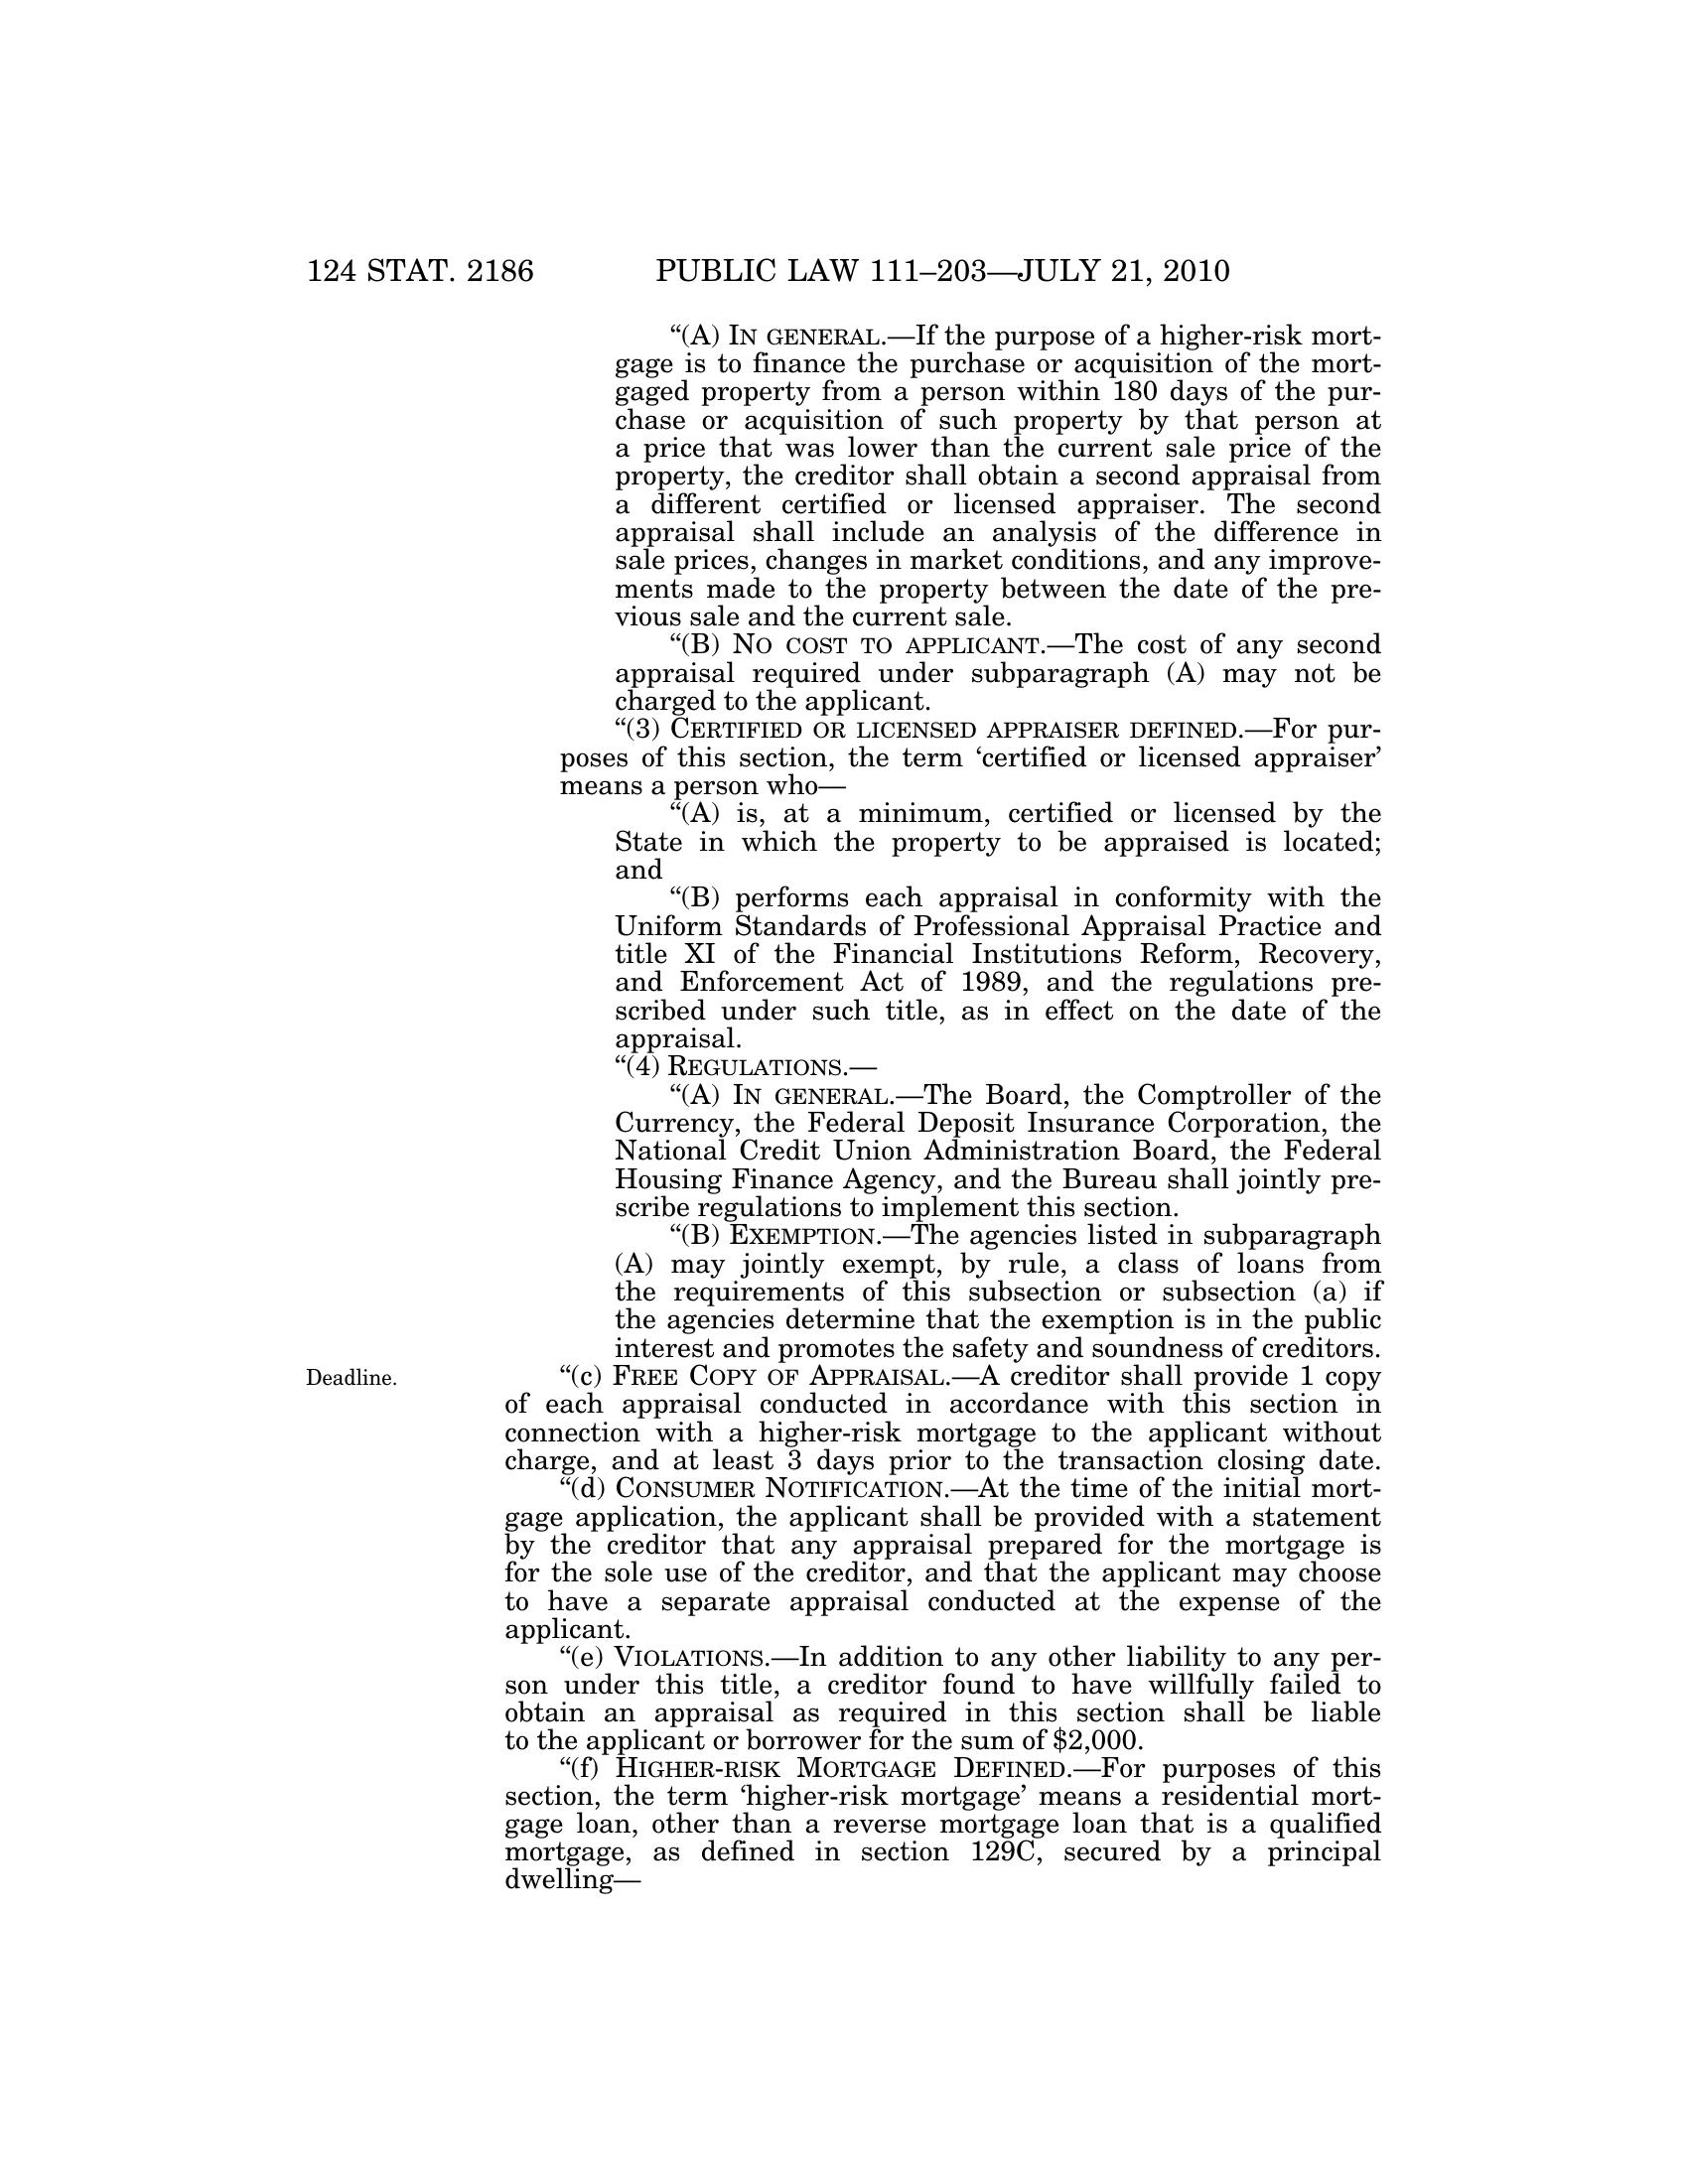 124 STAT. 2186 PUBLIC LAW 111–203—JULY 21, 2010
“(A) IN GENERAL.—If the purpose of a higher-risk mort-
gage is to finance the purchase or acquisition of the mort-
gaged property from a person within 180 days of the pur-
chase or acquisition of such property by that person at
a price that was lower than the current sale price of the
property, the creditor shall obtain a second appraisal from
a different certified or licensed appraiser. The second
appraisal shall include an analysis of the difference in
sale prices, changes in market conditions, and any improve-
ments made to the property between the date of the pre-
vious sale and the current sale.
“(B) NO COST TO APPLICANT.—The cost of any second
appraisal required under subparagraph (A) may not be
charged to the applicant.
“(3) CERTIFIED OR LICENSED APPRAISER DEFINED.—For pur-
poses of this section, the term ‘certified or licensed appraiser’
means a person who—
“(A) is, at a minimum, certified or licensed by the
State in which the property to be appraised is located;
and
“(B) performs each appraisal in conformity with the
Uniform Standards of Professional Appraisal Practice and
title XI of the Financial Institutions Reform, Recovery,
and Enforcement Act of 1989, and the regulations pre-
scribed under such title, as in effect on the date of the
appraisal.
“(4) REGULATIONS.—
“(A) IN GENERAL.—The Board, the Comptroller of the
Currency, the Federal Deposit Insurance Corporation, the
National Credit Union Administration Board, the Federal
Housing Finance Agency, and the Bureau shall jointly pre-
scribe regulations to implement this section.
“(B) EXEMPTION.—The agencies listed in subparagraph
(A) may jointly exempt, by rule, a class of loans from
the requirements of this subsection or subsection (a) if
the agencies determine that the exemption is in the public
interest and promotes the safety and soundness of creditors.
Deadline. “(c) FREE COPY OF APPRAISAL.—A creditor shall provide 1 copy
of each appraisal conducted in accordance with this section in
connection with a higher-risk mortgage to the applicant without
charge, and at least 3 days prior to the transaction closing date.
“(d) CONSUMER NOTIFICATION.—At the time of the initial mort-
gage application, the applicant shall be provided with a statement
by the creditor that any appraisal prepared for the mortgage is
for the sole use of the creditor, and that the applicant may choose
to have a separate appraisal conducted at the expense of the
applicant.
“(e) VIOLATIONS.—In addition to any other liability to any per-
son under this title, a creditor found to have willfully failed to
obtain an appraisal as required in this section shall be liable
to the applicant or borrower for the sum of $2,000.
“(f) HIGHER-RISK MORTGAGE DEFINED.—For purposes of this
section, the term ‘higher-risk mortgage’ means a residential mort-
gage loan, other than a reverse mortgage loan that is a qualified
mortgage, as defined in section 129C, secured by a principal
dwelling—